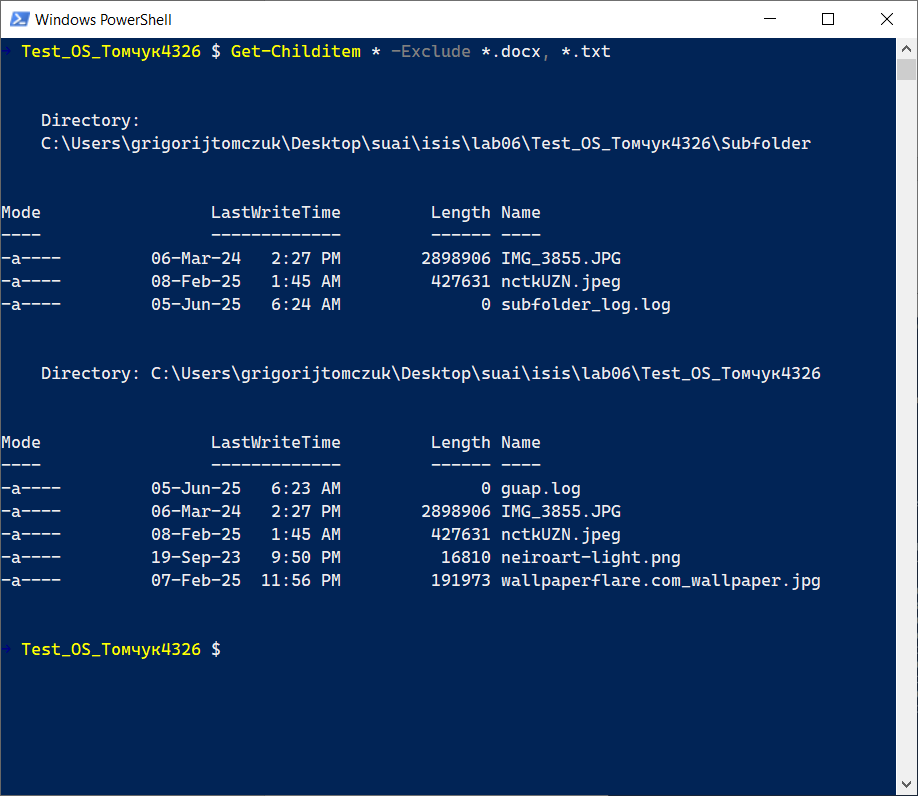 Windows PowerShell
→ Test_OS_Томчук4326 $ Get-Childitem * -Exclude *.docx, *.txt
Directory:
C:\Users\grigorijtomczuk\Desktop\suai\isis\lab06\Test_OS_Томчук4326\Subfolder
Mode LastWriteTime Length Name
---- ------------- ------ ----
-a---- 06-Mar-24 2:27 PM 2898906 IMG_3855.JPG
-a---- 08-Feb-25 1:45 AM 427631 nctkUZN.jpeg
-a---- 05-Jun-25 6:24 AM 0 subfolder_log.log
Directory: C:\Users\grigorijtomczuk\Desktop\suai\isis\lab06\Test_OS_Томчук4326
Mode LastWriteTime Length Name
---- ------------- ------ ----
-a---- 05-Jun-25 6:23 AM 0 guap.log
-a---- 06-Mar-24 2:27 PM 2898906 IMG_3855.JPG
-a---- 08-Feb-25 1:45 AM 427631 nctkUZN.jpeg
-a---- 19-Sep-23 9:50 PM 16810 neiroart-light.png
-a---- 07-Feb-25 11:56 PM 191973 wallpaperflare.com_wallpaper.jpg
→ Test_OS_Томчук4326 $